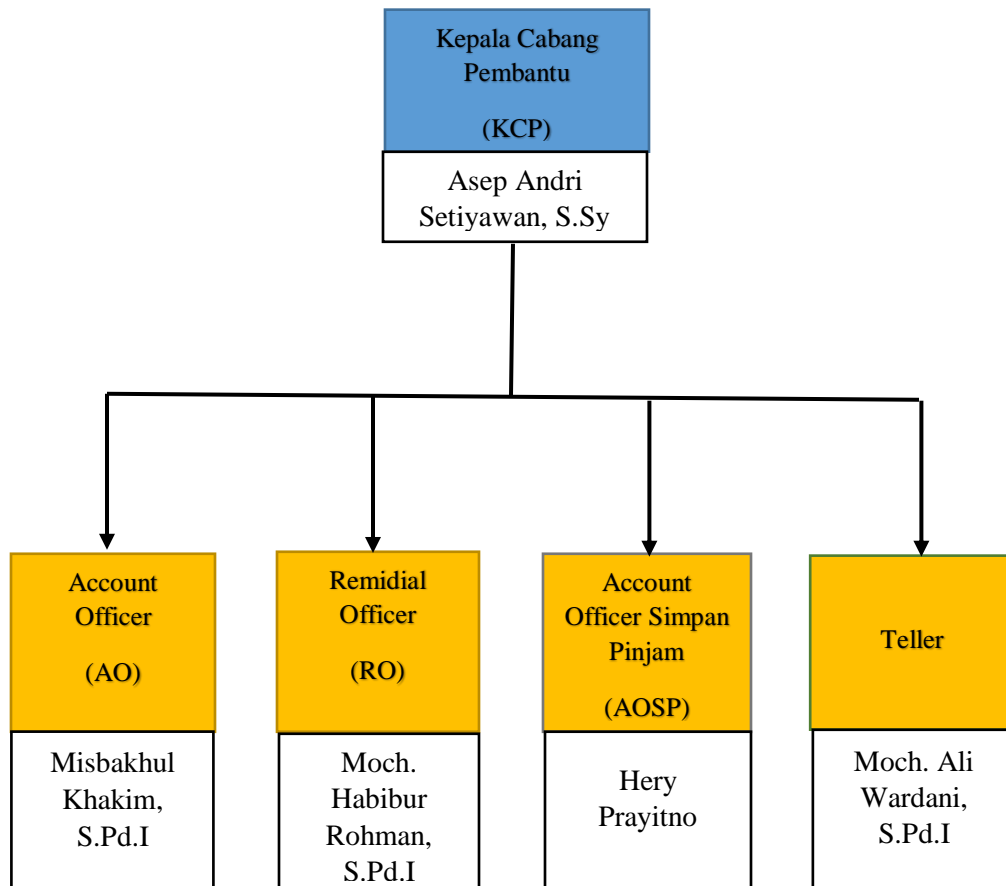 Kepala Cabang
Pembantu
(KCP)
Asep Andri
Setiyawan, S.Sy
Account
Officer
(AO)
Misbakhul
Khakim,
S.Pd.I
Remidial
Officer
(RO)
Moch.
Habibur
Rohman,
S.Pd.I
Account
Officer Simpan
Pinjam
(AOSP)
Hery
Prayitno
Teller
Moch. Ali
Wardani,
S.Pd.I